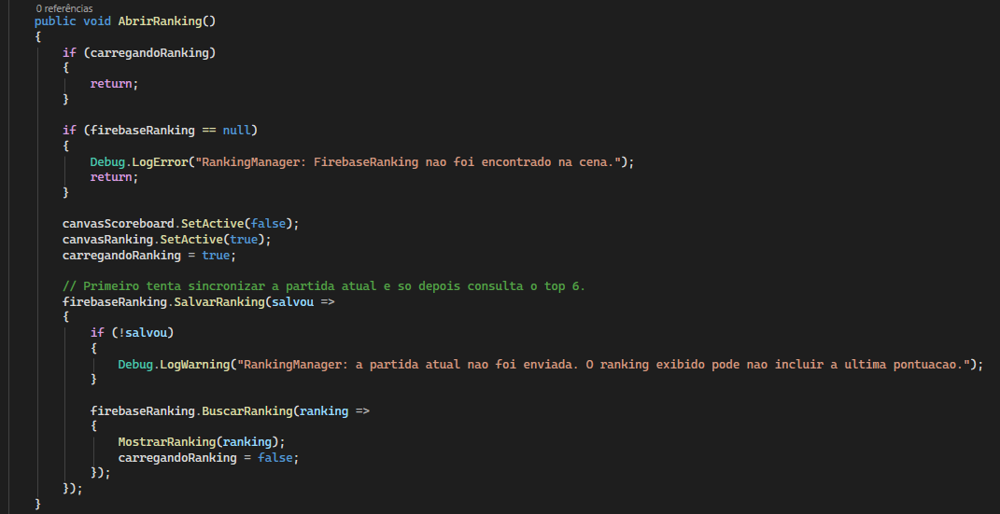 0 referências
public void AbrirRanking()
{
if (carregandoRanking)
{
return;
}
if (firebaseRanking == null)
{
Debug.LogError("RankingManager: FirebaseRanking nao foi encontrado na cena.");
return;
}
canvasScoreboard.SetActive(false);
canvasRanking.SetActive(true);
carregandoRanking = true;
// Primeiro tenta sincronizar a partida atual e so depois consulta o top 6.
firebaseRanking.SalvarRanking(salvou =>
{
if (!salvou)
{
Debug.LogWarning("RankingManager: a partida atual nao foi enviada. O ranking exibido pode nao incluir a ultima pontuacao.");
}
firebaseRanking.BuscarRanking(ranking =>
{
MostrarRanking(ranking);
carregandoRanking = false;
});
});
}